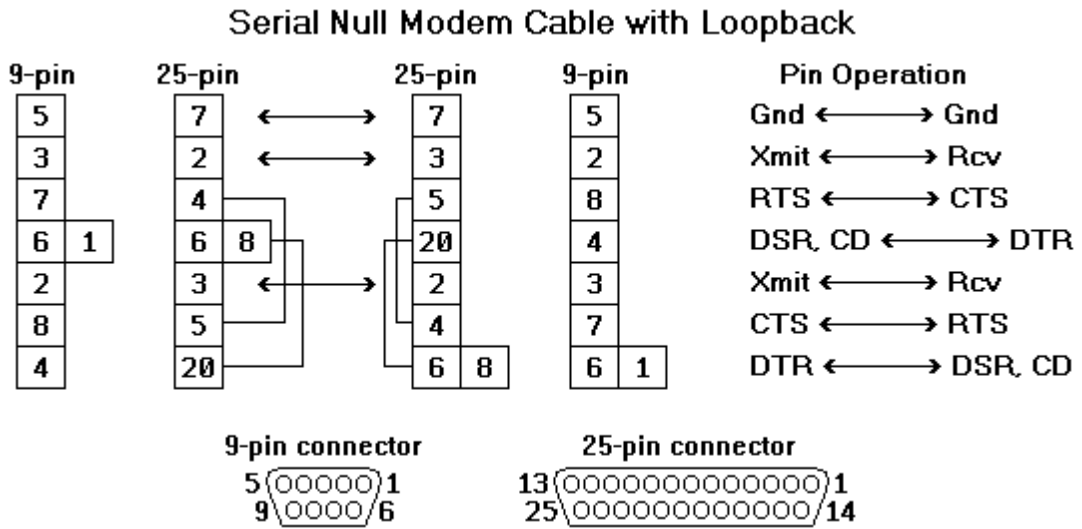 Serial Null Modem Cable with Loopback
9-pin 25-pin 25-pin 9-pin Pin Operation
5 7 7 5 Gnd Gnd
3 2 3 2 Xmit Rcv
7 4 5 8 RTS CTS
6 1 6 8 20 4 DSR, CD DTR
2 3 2 3 Xmit Rcv
8 5 4 7 CTS RTS
4 20 6 8 6 1 DTR DSR, CD
9-pin connector 25-pin connector
5 1 13 1
9 6 25 14